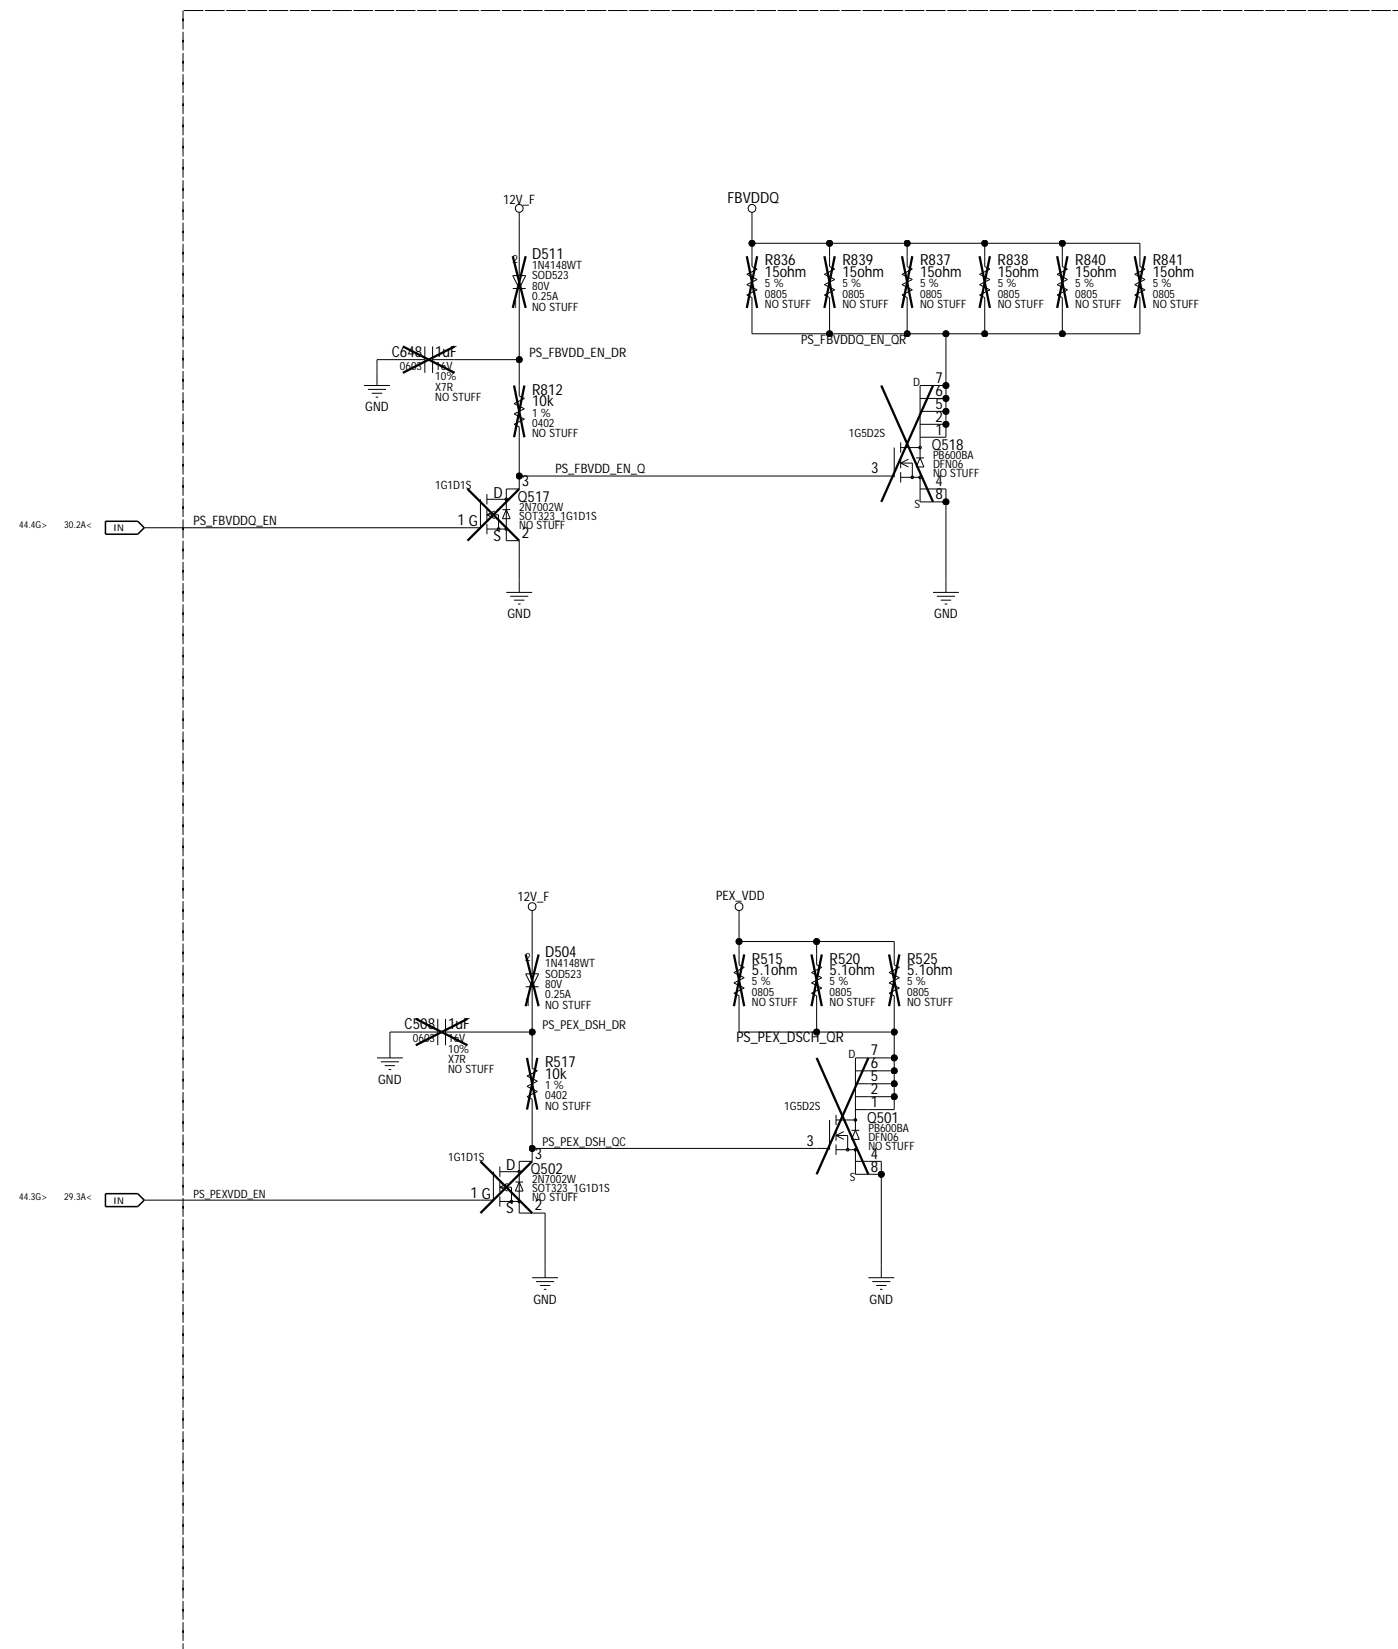 12V_F
FBVDDQ
D511
1N4148WT
SOD523
80V
0.25A
NO STUFF
R836
15ohm
5 %
0805
NO STUFF
R839
15ohm
5 %
0805
NO STUFF
R837
15ohm
5 %
0805
NO STUFF
R838
15ohm
5 %
0805
NO STUFF
R840
15ohm
5 %
0805
NO STUFF
R841
15ohm
5 %
0805
NO STUFF
PS_FBVDDQ_EN_QR
C648 1uF
0603 16V
10%
X7R
NO STUFF
GND
PS_FBVDD_EN_DR
R812
10k
1 %
0402
NO STUFF
D 7
6
5
2
1
1G5D2S
Q518
PB600BA
DFN06
NO STUFF
3
4
8
S
PS_FBVDD_EN_Q
1G1D1S
D 3
Q517
2N7002W
SOT323_1G1D1S
NO STUFF
1 G
S 2
44.4G> 30.2A< IN PS_FBVDDQ_EN
GND
GND
12V_F
PEX_VDD
D504
1N4148WT
SOD523
80V
0.25A
NO STUFF
R515
5.1ohm
5 %
0805
NO STUFF
R520
5.1ohm
5 %
0805
NO STUFF
R525
5.1ohm
5 %
0805
NO STUFF
PS_PEX_DSCH_QR
C508 1uF
0603 16V
10%
X7R
NO STUFF
GND
PS_PEX_DSH_DR
R517
10k
1 %
0402
NO STUFF
D 7
6
5
2
1
1G5D2S
Q501
PB600BA
DFN06
NO STUFF
3
4
8
S
PS_PEX_DSH_QC
1G1D1S
D 3
Q502
2N7002W
SOT323_1G1D1S
NO STUFF
1 G
S 2
44.3G> 29.3A< IN PS_PEXVDD_EN
GND
GND